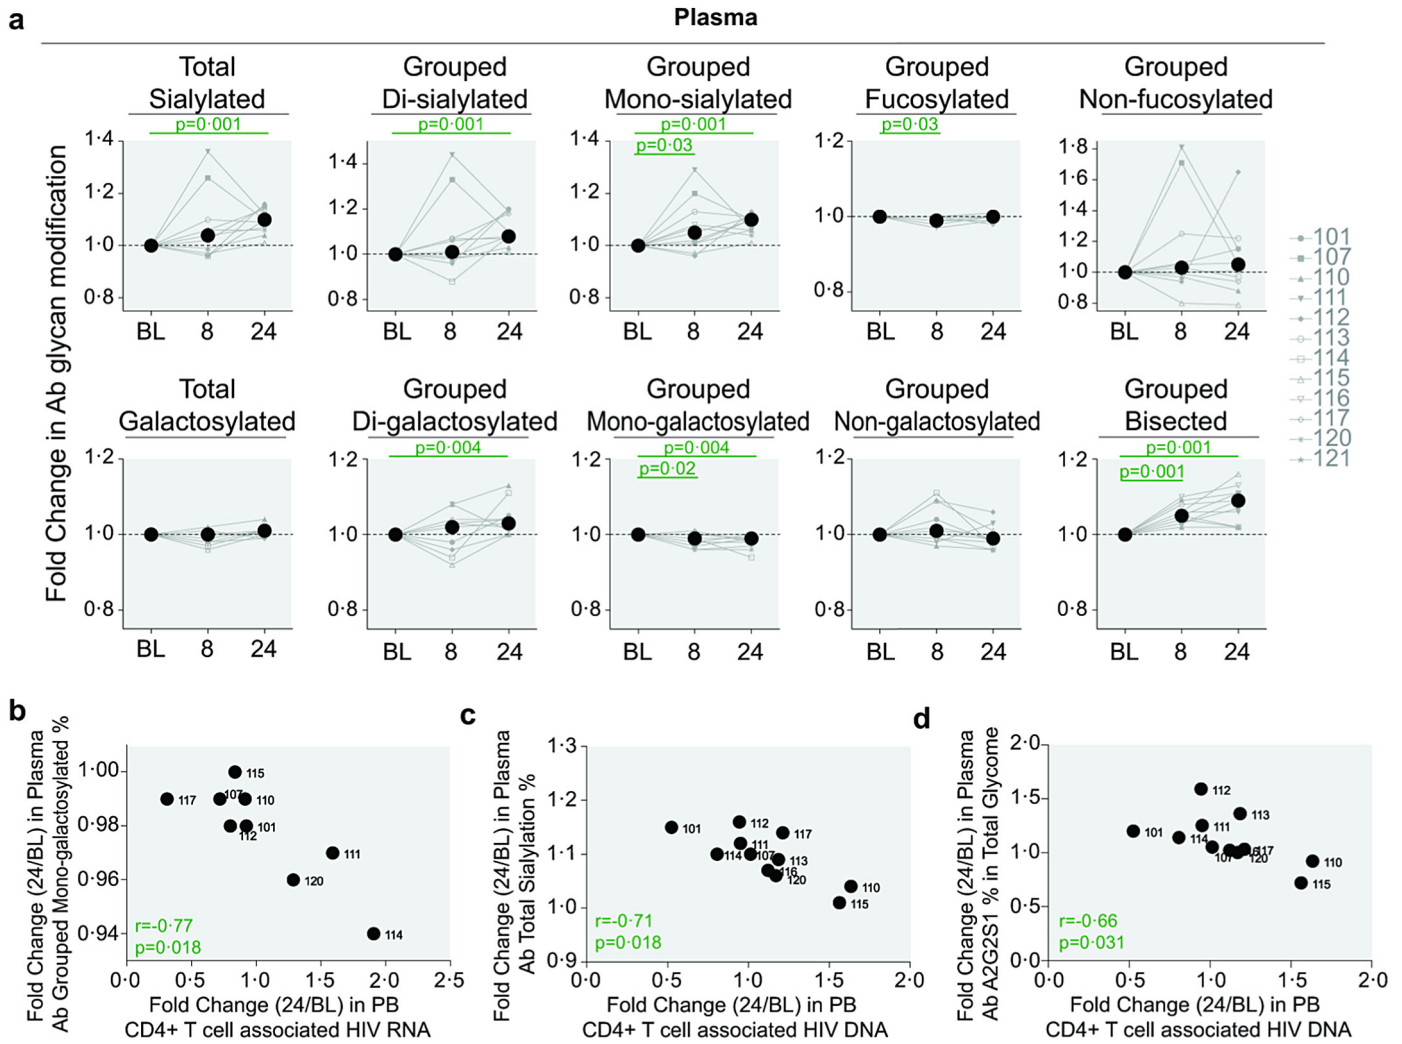 a
Plasma
Total
Sialylated
Grouped
Di-sialylated
Grouped
Mono-sialylated
Grouped
Fucosylated
Grouped
Non-fucosylated
p=0·001
p=0·001
p=0·001
p=0·03
p=0·03
Fold Change in Ab glycan modification
1·4
1·2
1·0
0·8
BL 8 24
1·4
1·2
1·0
0·8
BL 8 24
1·4
1·2
1·0
0·8
BL 8 24
1·2
1·0
0·8
BL 8 24
1·8
1·6
1·4
1·2
1·0
0·8
BL 8 24
101
107
110
111
112
113
114
115
116
117
120
121
Total
Galactosylated
Grouped
Di-galactosylated
Grouped
Mono-galactosylated
Grouped
Non-galactosylated
Grouped
Bisected
p=0·004
p=0·004
p=0·02
p=0·001
p=0·001
1·2
1·0
0·8
BL 8 24
1·2
1·0
0·8
BL 8 24
1·2
1·0
0·8
BL 8 24
1·2
1·0
0·8
BL 8 24
1·2
1·0
0·8
BL 8 24
b
Fold Change (24/BL) in Plasma
Ab Grouped Mono-galactosylated %
1·00
0·98
0·96
0·94
115
117
107
110
101
112
111
120
114
r=-0·77
p=0·018
0·0 0·5 1·0 1·5 2·0 2·5
Fold Change (24/BL) in PB
CD4+ T cell associated HIV RNA
c
Fold Change (24/BL) in Plasma
Ab Total Sialylation %
1·3
1·2
1·1
1·0
0·9
101
112
117
111
114
107
113
116
120
110
115
r=-0·71
p=0·018
0·0 0·5 1·0 1·5 2·0
Fold Change (24/BL) in PB
CD4+ T cell associated HIV DNA
d
Fold Change (24/BL) in Plasma
Ab A2G2S1 % in Total Glycome
2·0
1·5
1·0
0·5
0·0
112
113
101
111
114
107
117
120
110
115
r=-0·66
p=0·031
0·0 0·5 1·0 1·5 2·0
Fold Change (24/BL) in PB
CD4+ T cell associated HIV DNA